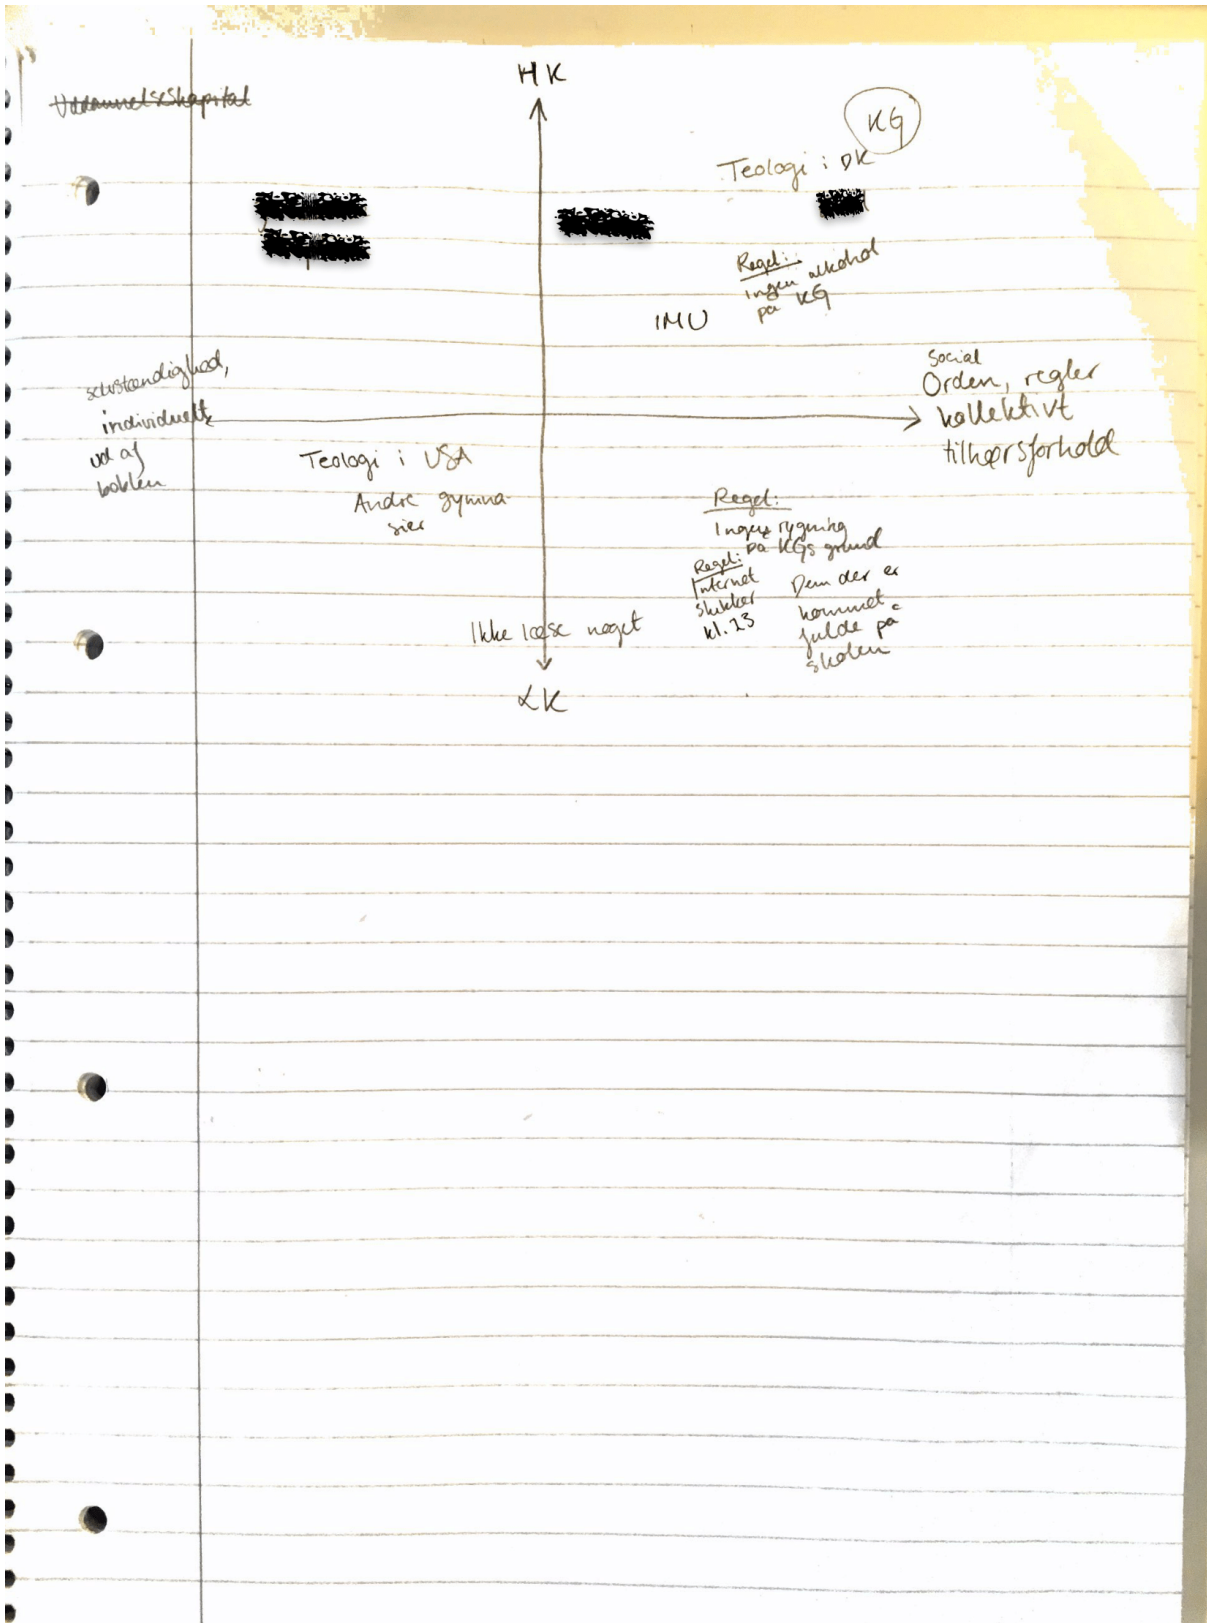 HK
Uddannelseskapital
KG
Teologi i DK
Regel:
ingen alkohol
på KG
IMU
selvstændighed,
individuelt,
ud af
boblen
Social
Orden, regler
kollektivt
tilhørsforhold
Teologi i USA
Andre gymna-
sier
Regel:
Ingen rygning
på KGs grund
Regel:
Internet
slukker
kl. 23
Dem der er
kommet
fulde på
skolen
Ikke læse noget
LK